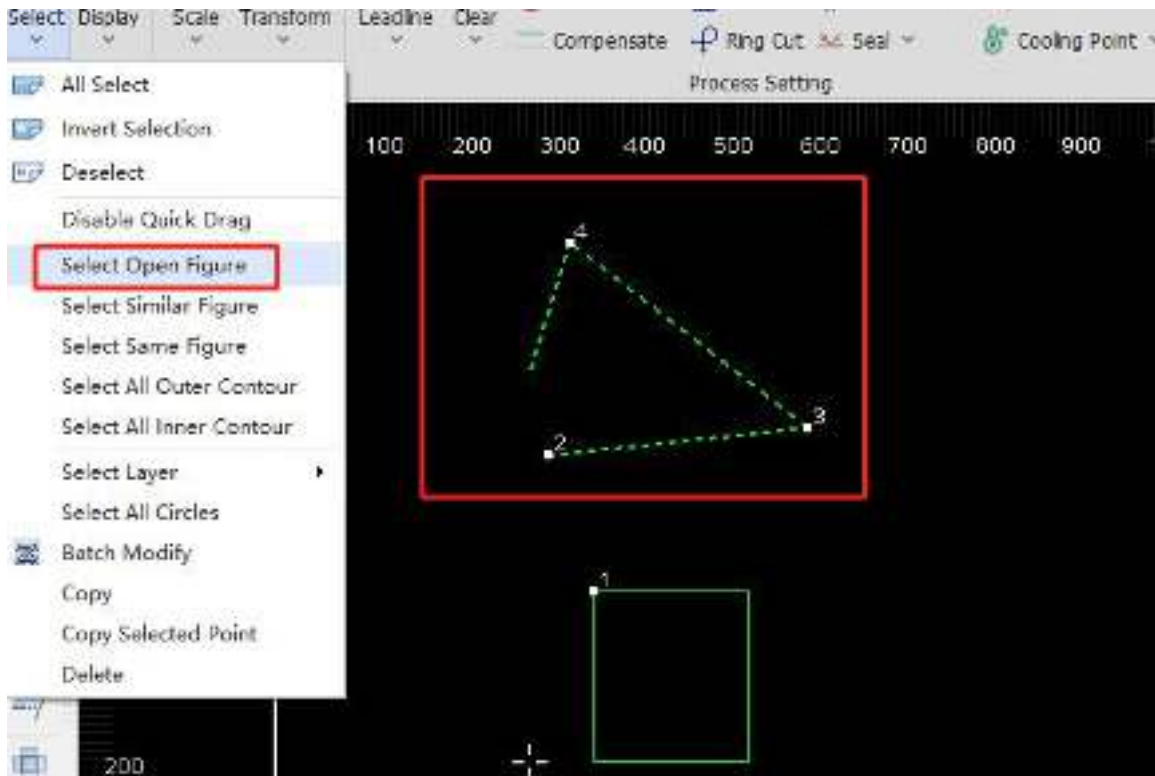 Select Display Scale Transform Leadline Clear
Compensate Ring Cut Seal Cooling Point
Process Setting
All Select
Invert Selection
Deselect
Disable Quick Drag
Select Open Figure
Select Similar Figure
Select Same Figure
Select All Outer Contour
Select All Inner Contour
Select Layer
Select All Circles
Batch Modify
Copy
Copy Selected Point
Delete
100 200 300 400 500 600 700 800 900
4
3
2
1
200